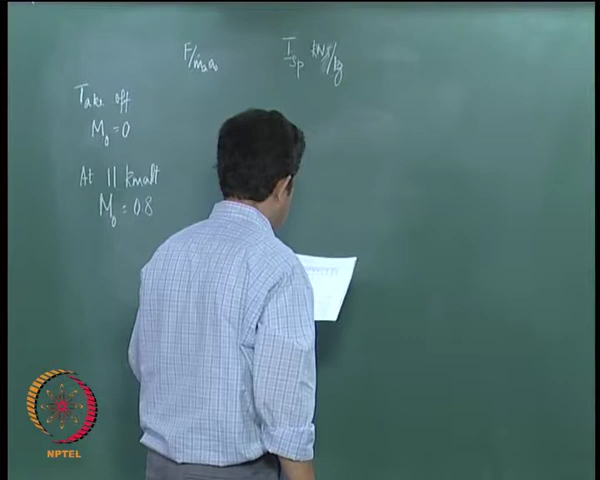 F/ṁₐa₀ Isp kNs/kg
Take off
M₀ = 0
At 11 km alt
M₀ = 0.8
NPTEL